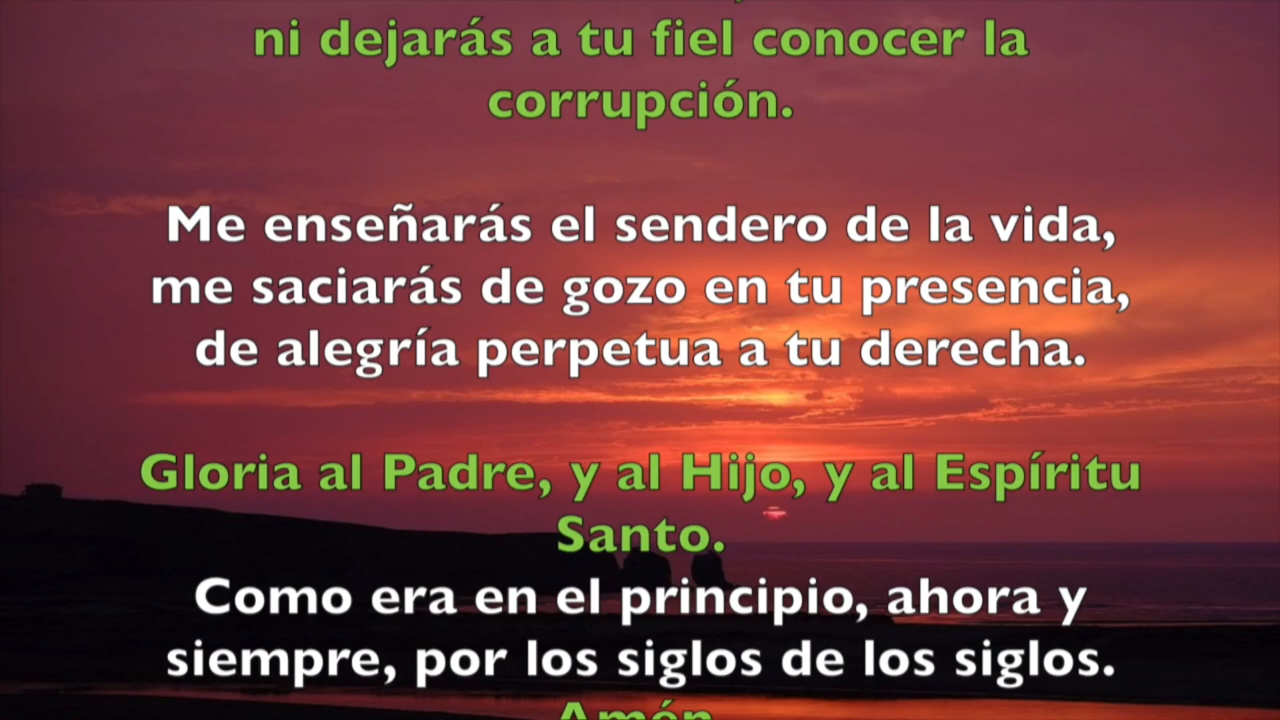 ni dejarás a tu fiel conocer la
corrupción.
Me enseñarás el sendero de la vida,
me saciarás de gozo en tu presencia,
de alegría perpetua a tu derecha.
Gloria al Padre, y al Hijo, y al Espíritu
Santo.
Como era en el principio, ahora y
siempre, por los siglos de los siglos.
Amén